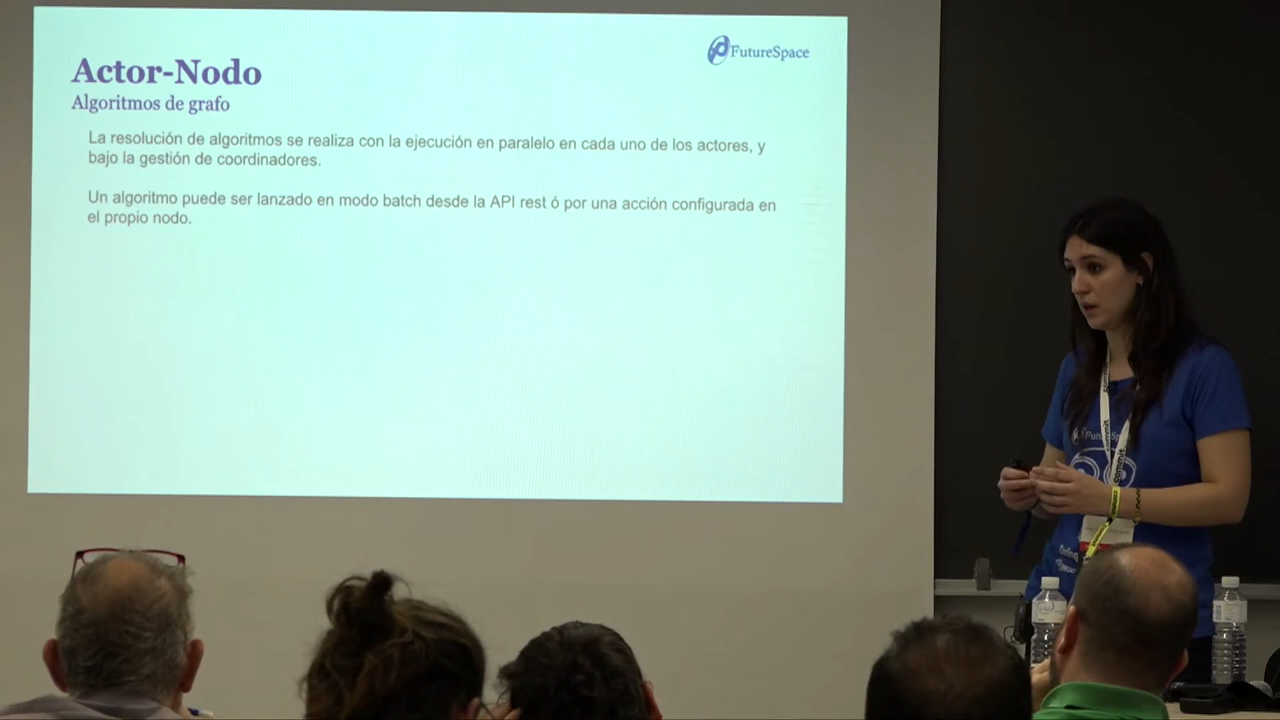 FutureSpace
Actor-Nodo
Algoritmos de grafo
La resolución de algoritmos se realiza con la ejecución en paralelo en cada uno de los actores, y
bajo la gestión de coordinadores.
Un algoritmo puede ser lanzado en modo batch desde la API rest ó por una acción configurada en
el propio nodo.
commit